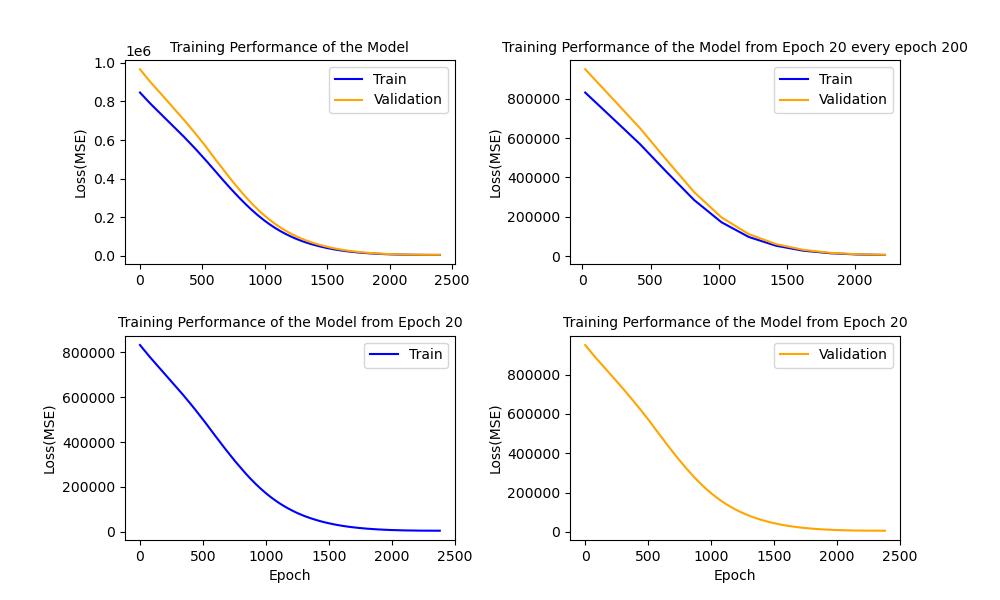 Training Performance of the Model
1e6
Loss(MSE)
1.0
0.8
0.6
0.4
0.2
0.0
0 500 1000 1500 2000 2500
Train
Validation
Training Performance of the Model from Epoch 20 every epoch 200
Loss(MSE)
800000
600000
400000
200000
0
0 500 1000 1500 2000
Train
Validation
Training Performance of the Model from Epoch 20
Loss(MSE)
800000
600000
400000
200000
0
0 500 1000 1500 2000 2500
Epoch
Train
Training Performance of the Model from Epoch 20
Loss(MSE)
800000
600000
400000
200000
0
0 500 1000 1500 2000 2500
Epoch
Validation